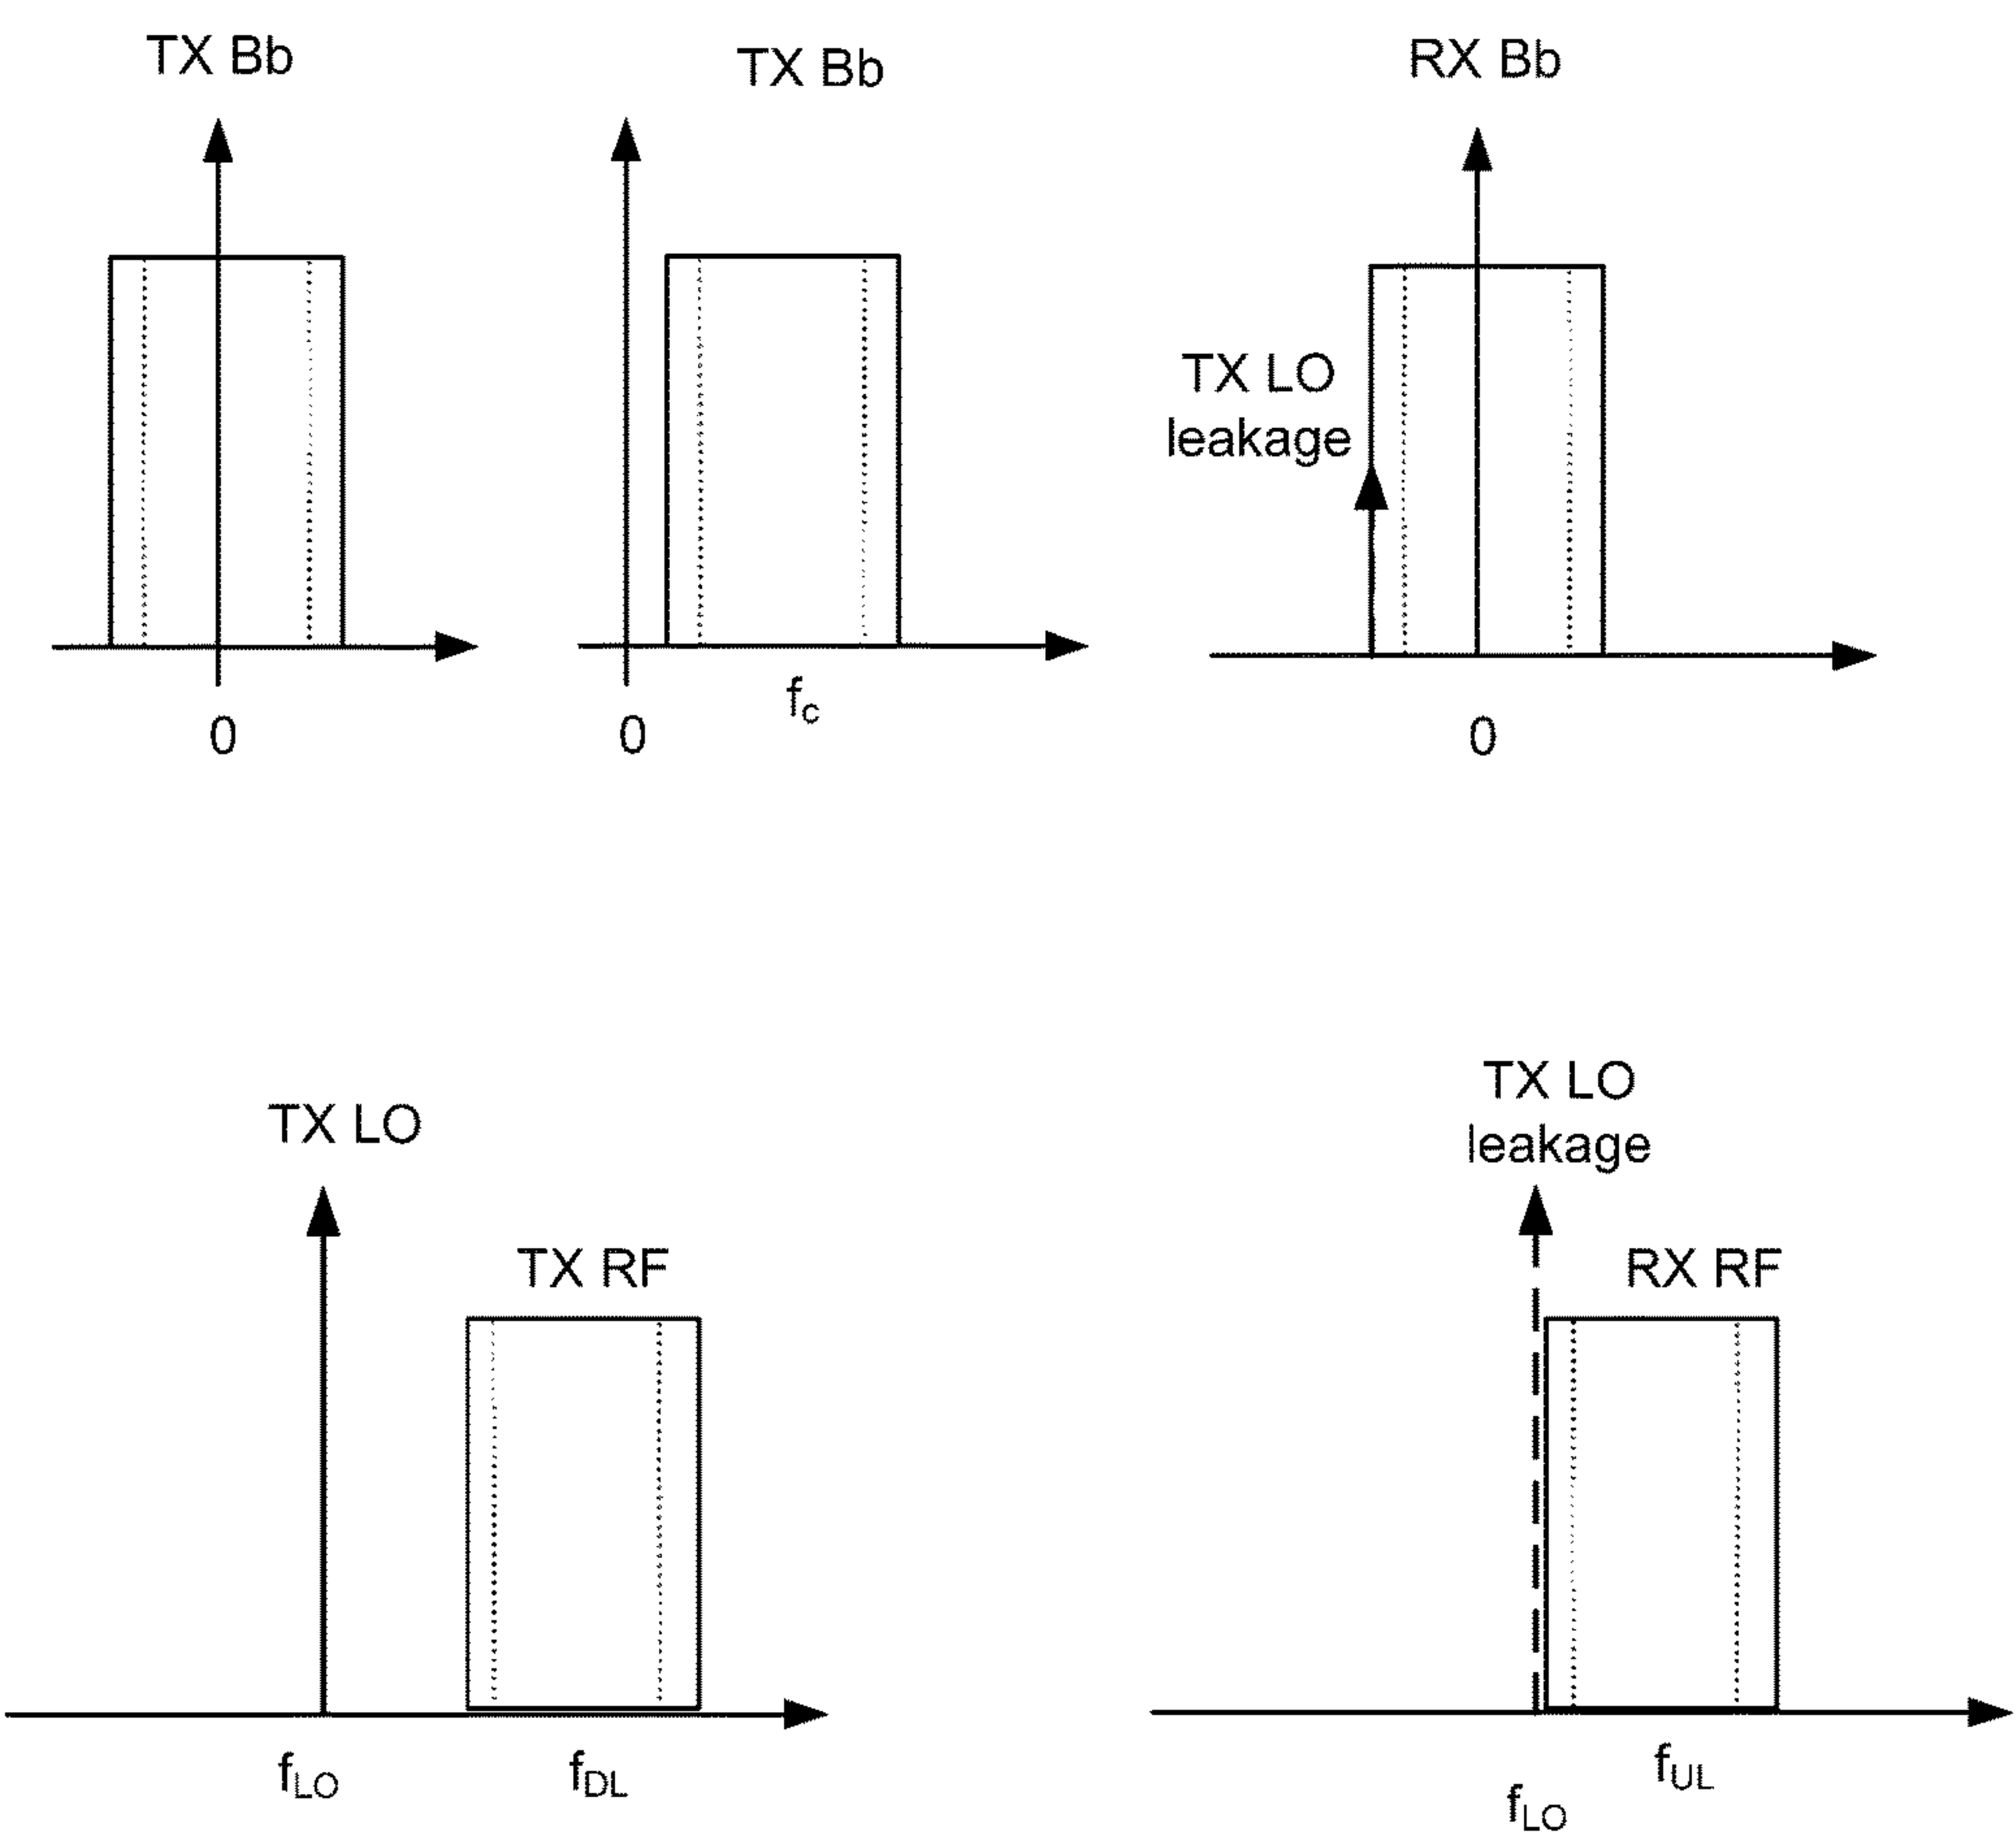 TX Bb
TX Bb
RX Bb
TX LO
leakage
0
0
f_c
0
TX LO
TX RF
TX LO
leakage
RX RF
f_LO
f_DL
f_LO
f_UL